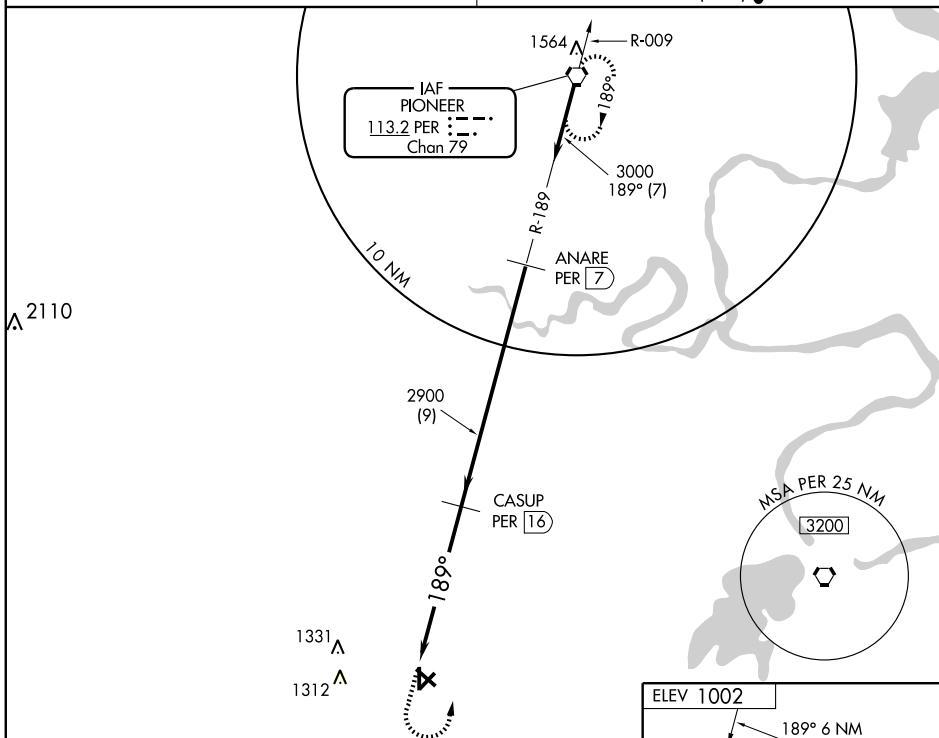 1564
R-009
IAF
PIONEER
113.2 PER
Chan 79
189°
3000
189° (7)
R-189
10 NM
ANARE
PER 7
2110
2900
(9)
CASUP
PER 16
MSA PER 25 NM
3200
189°
1331
1312
ELEV 1002
189° 6 NM